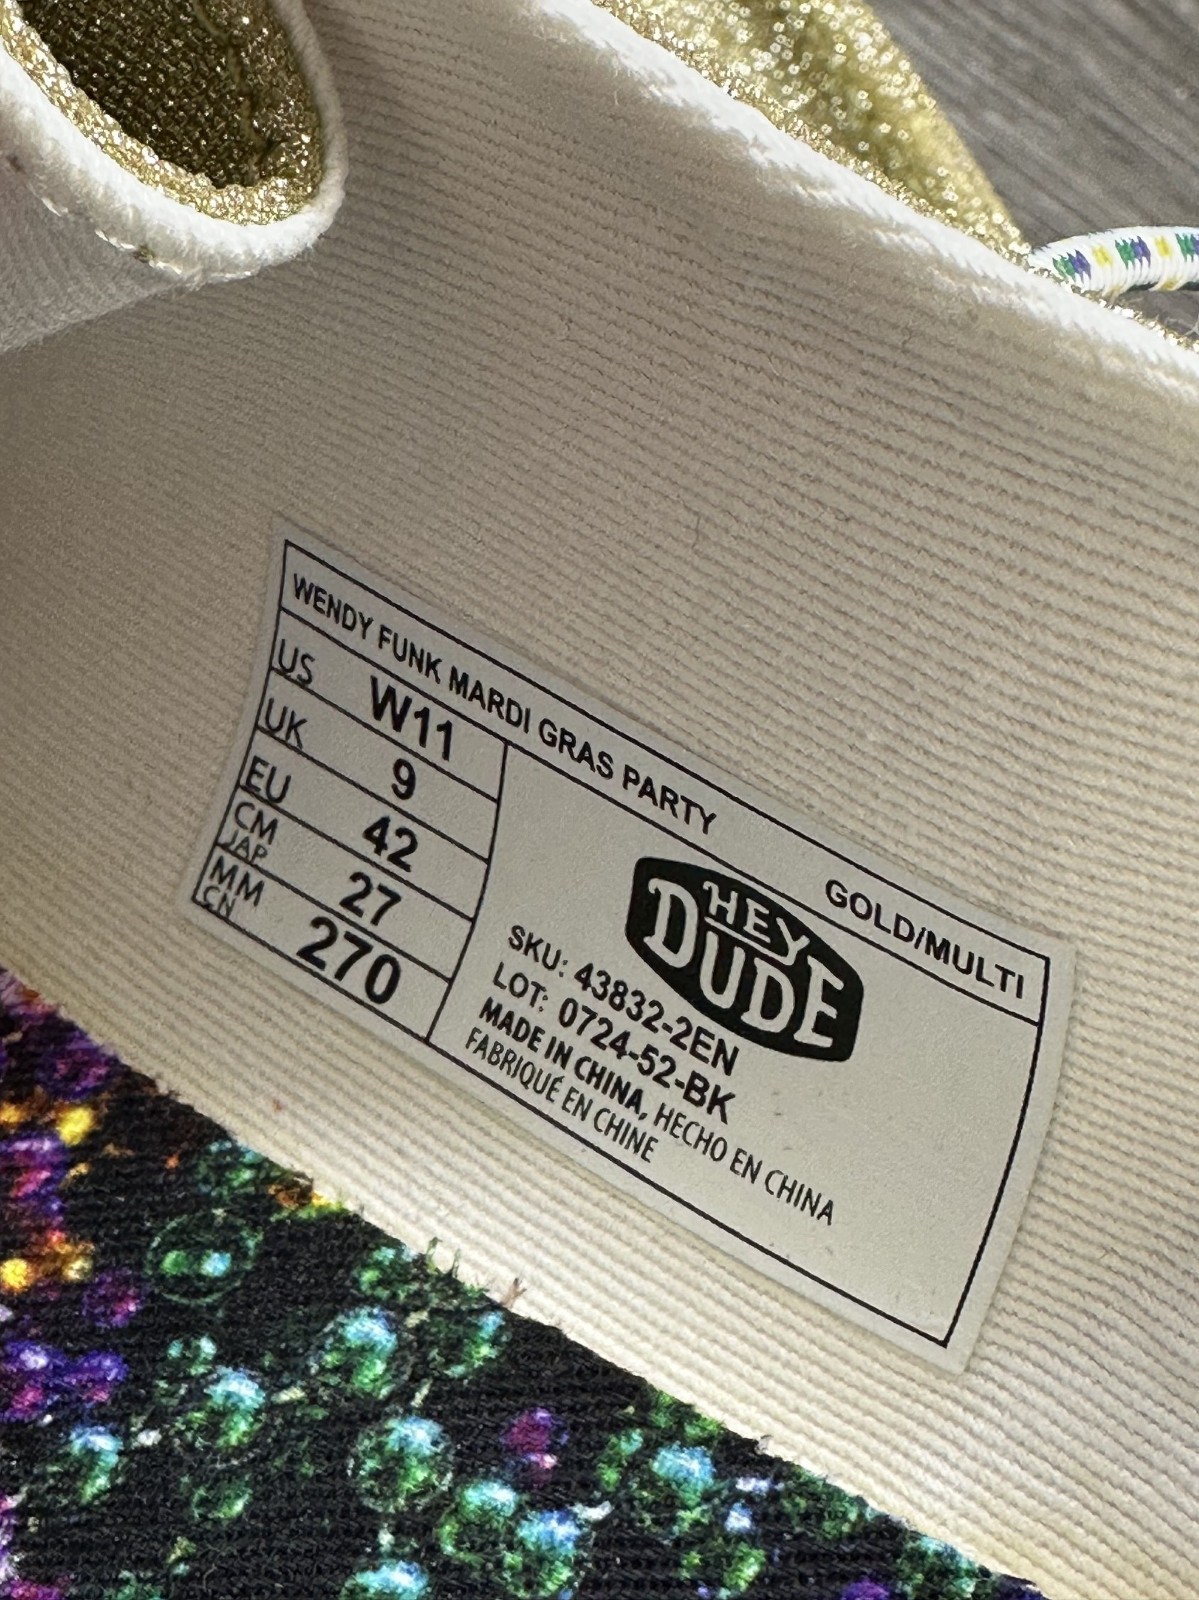 WENDY FUNK MARDI GRAS PARTY GOLD/MULTI
US W11
UK 9
EU 42
CM JAP 27
MM CN 270
HEY
DUDE
SKU: 43832-2EN
LOT: 0724-52-BK
MADE IN CHINA, HECHO EN CHINA
FABRIQUÉ EN CHINE